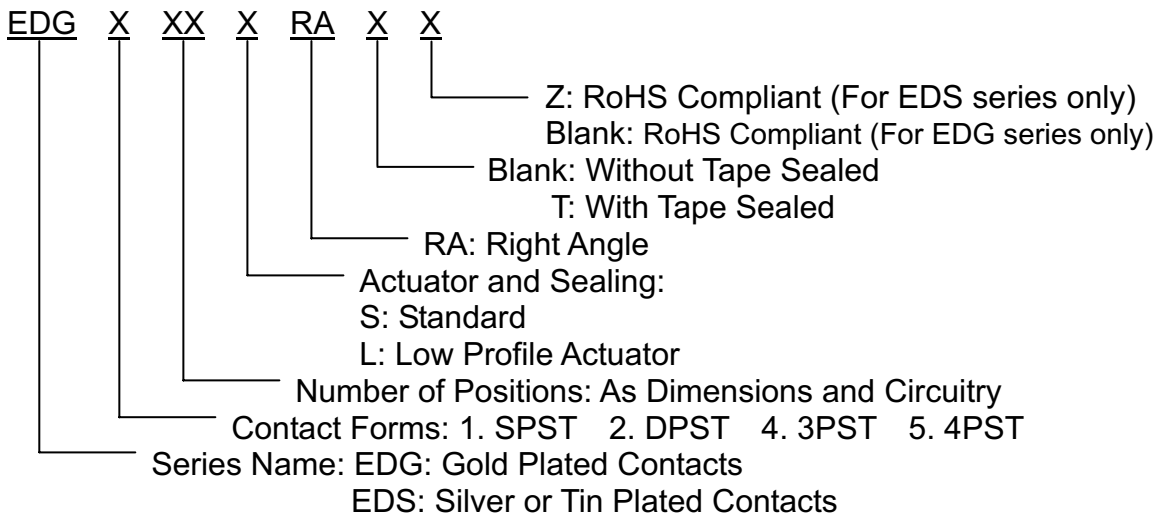 EDG X XX X RA X X
Z: RoHS Compliant (For EDS series only)
Blank: RoHS Compliant (For EDG series only)
Blank: Without Tape Sealed
T: With Tape Sealed
RA: Right Angle
Actuator and Sealing:
S: Standard
L: Low Profile Actuator
Number of Positions: As Dimensions and Circuitry
Contact Forms: 1. SPST 2. DPST 4. 3PST 5. 4PST
Series Name: EDG: Gold Plated Contacts
EDS: Silver or Tin Plated Contacts